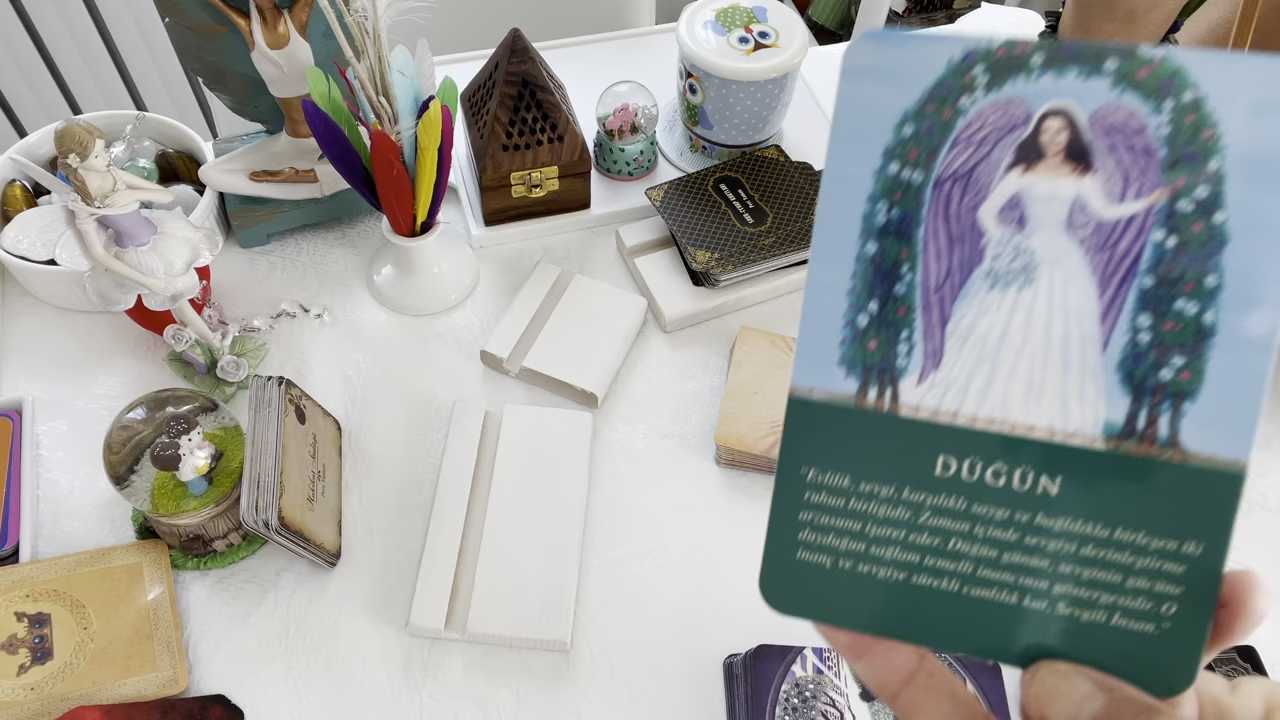 DÜĞÜN
"Evlilik, sevgi, karşılıklı saygı ve bağlılıkla birleşen iki
ruhun birliğidir. Zaman içinde sevgiyi derinleştirme
arzusunu işaret eder. Düğün günün, sevginin gücüne
duyduğun sağlam temelli inancının göstergesidir. O
inanç ve sevgiye sürekli canlılık kat, Sevgili İnsan."